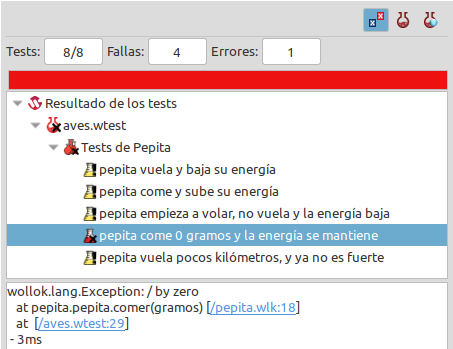 Tests: 8/8 Fallas: 4 Errores: 1
Resultado de los tests
aves.wtest
Tests de Pepita
pepita vuela y baja su energía
pepita come y sube su energía
pepita empieza a volar, no vuela y la energía baja
pepita come 0 gramos y la energía se mantiene
pepita vuela pocos kilómetros, y ya no es fuerte
wollok.lang.Exception: / by zero
at pepita.pepita.comer(gramos) [/pepita.wlk:18]
at [/aves.wtest:29]
- 3ms